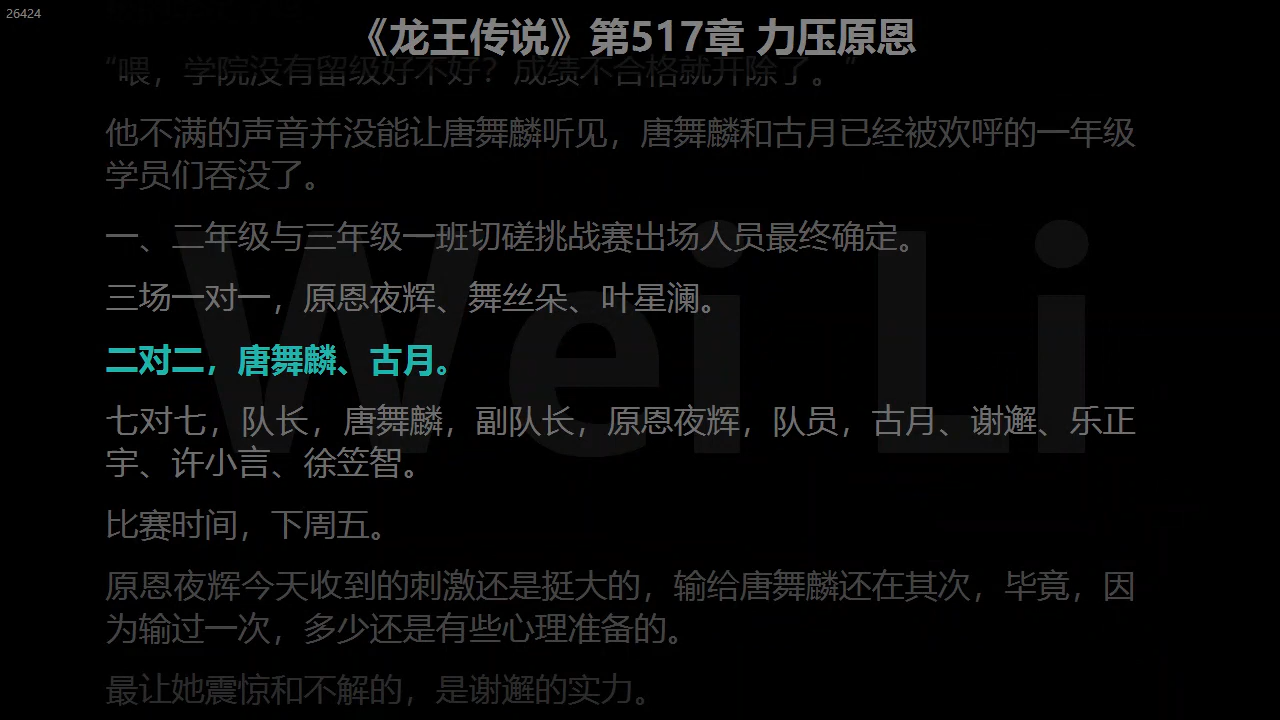 26424
《龙王传说》第517章 力压原恩
“喂，学院没有留级好不好？成绩不合格就开除了。”
他不满的声音并没能让唐舞麟听见，唐舞麟和古月已经被欢呼的一年级
学员们吞没了。
一、二年级与三年级一班切磋挑战赛出场人员最终确定。
三场一对一，原恩夜辉、舞丝朵、叶星澜。
二对二，唐舞麟、古月。
七对七，队长，唐舞麟，副队长，原恩夜辉，队员，古月、谢邂、乐正
宇、许小言、徐笠智。
比赛时间，下周五。
原恩夜辉今天收到的刺激还是挺大的，输给唐舞麟还在其次，毕竟，因
为输过一次，多少还是有些心理准备的。
最让她震惊和不解的，是谢邂的实力。
Wei Li